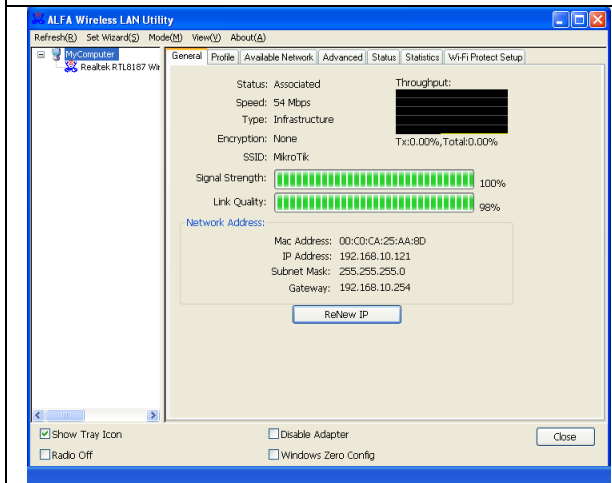 ALFA Wireless LAN Utility
Refresh(R) Set Wizard(S) Mode(M) View(V) About(A)
MyComputer
Realtek RTL8187 Wir
General Profile Available Network Advanced Status Statistics Wi-Fi Protect Setup
Status: Associated
Throughput:
Speed: 54 Mbps
Type: Infrastructure
Encryption: None
Tx:0.00%,Total:0.00%
SSID: MikroTik
Signal Strength: 100%
Link Quality: 98%
Network Address:
Mac Address: 00:C0:CA:25:AA:8D
IP Address: 192.168.10.121
Subnet Mask: 255.255.255.0
Gateway: 192.168.10.254
ReNew IP
Show Tray Icon Disable Adapter Close
Radio Off Windows Zero Config